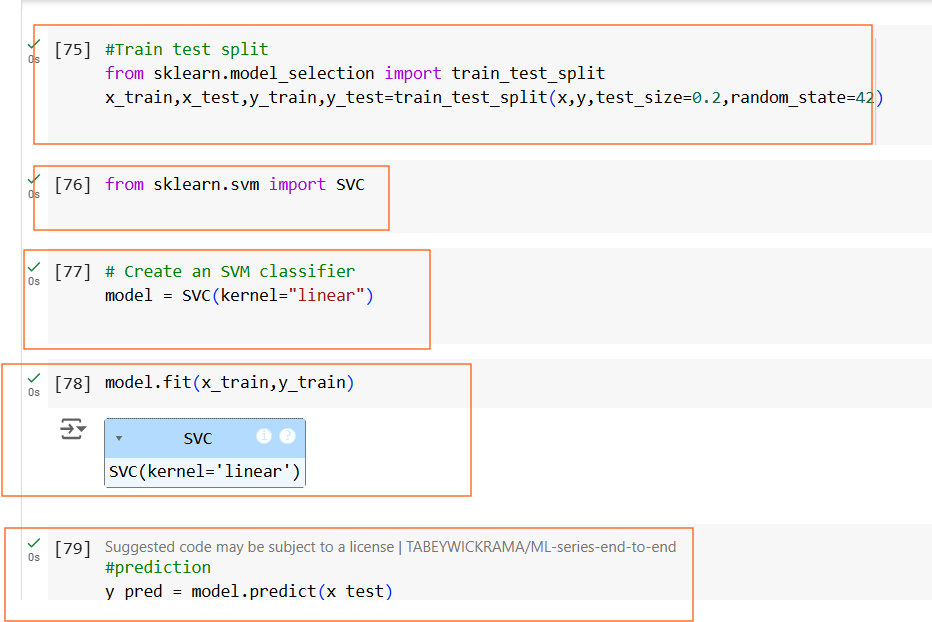 [75] #Train test split
from sklearn.model_selection import train_test_split
x_train,x_test,y_train,y_test=train_test_split(x,y,test_size=0.2,random_state=42)
0s
[76] from sklearn.svm import SVC
0s
[77] # Create an SVM classifier
0s
model = SVC(kernel="linear")
[78] model.fit(x_train,y_train)
0s
SVC
SVC(kernel='linear')
[79] Suggested code may be subject to a license | TABEYWICKRAMA/ML-series-end-to-end
0s
#prediction
y_pred = model.predict(x_test)